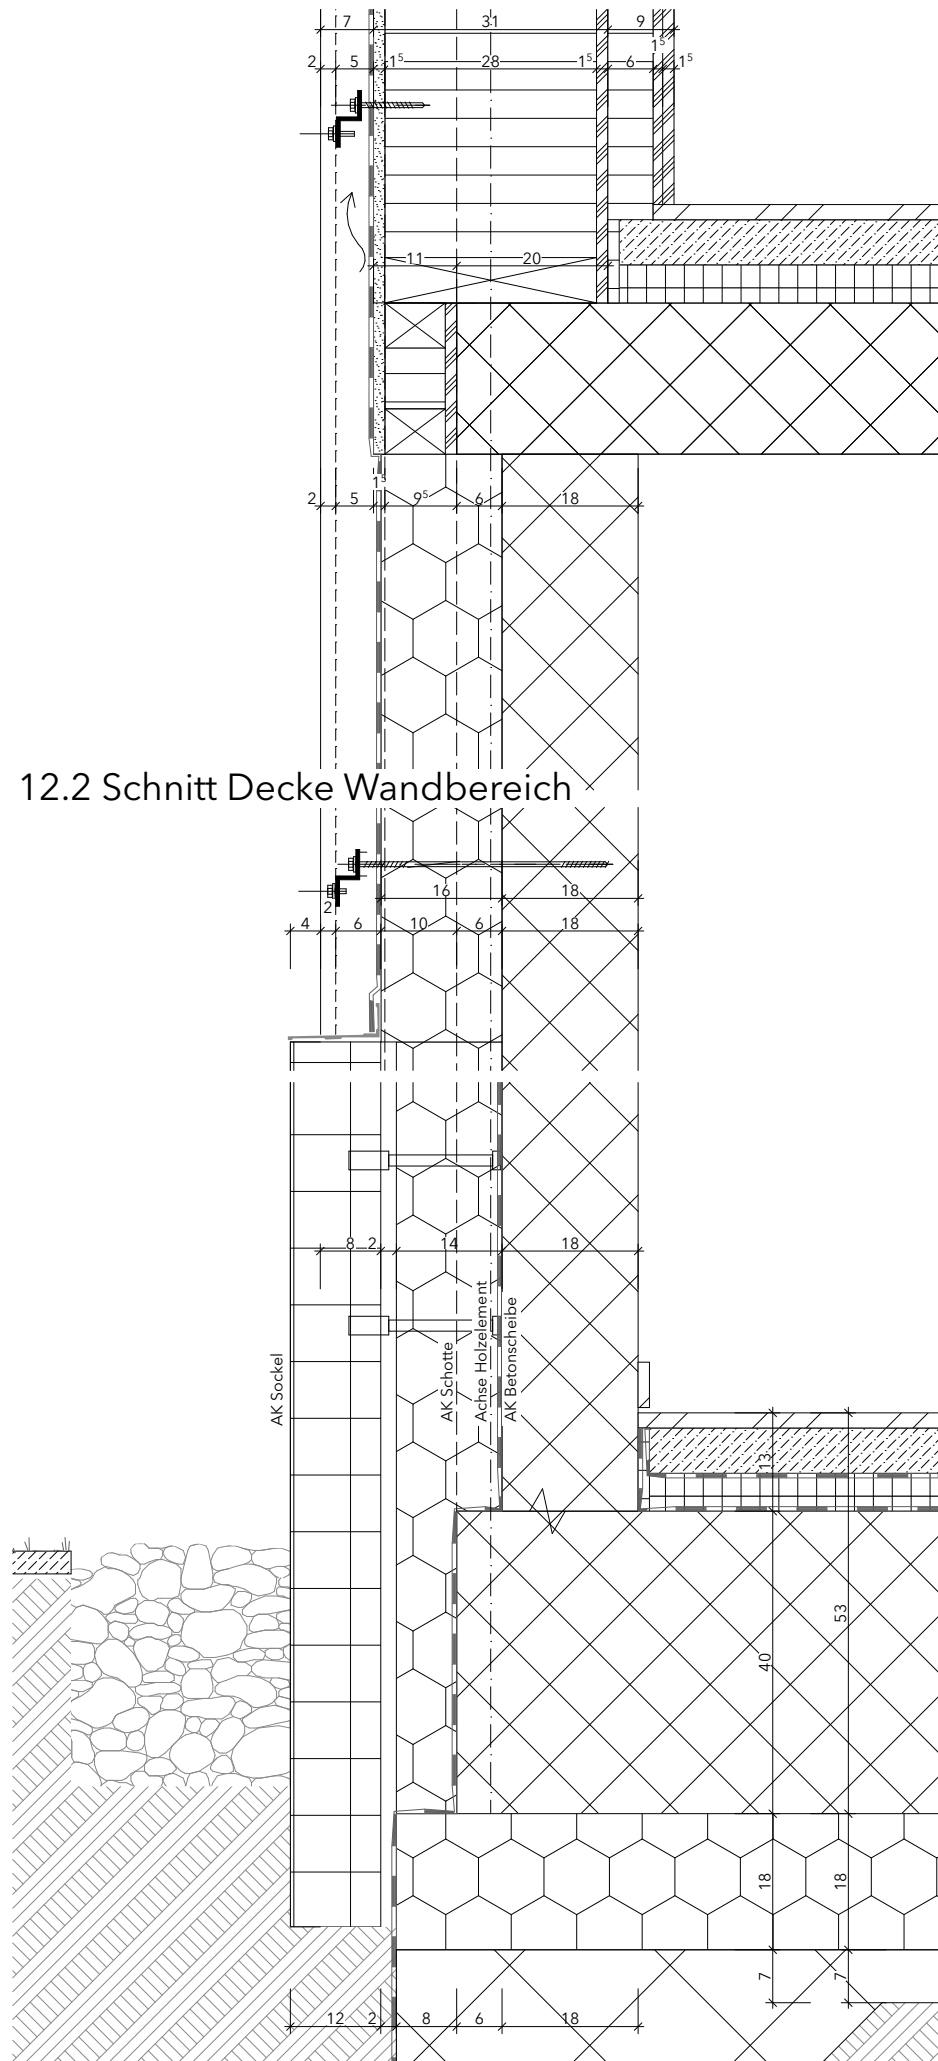 7 31 9
1⁵
2 5 1⁵ 28 1⁵ 6 1⁵
11 20
1⁵
2 5 9⁵ 6 18
12.2 Schnitt Decke Wandbereich
16 18
2
4 6 10 6 18
8 2 14 18
AK Sockel
AK Schotte
Achse Holzelement
AK Betonscheibe
13
53
40
18 18
7 7
12 2 8 6 18